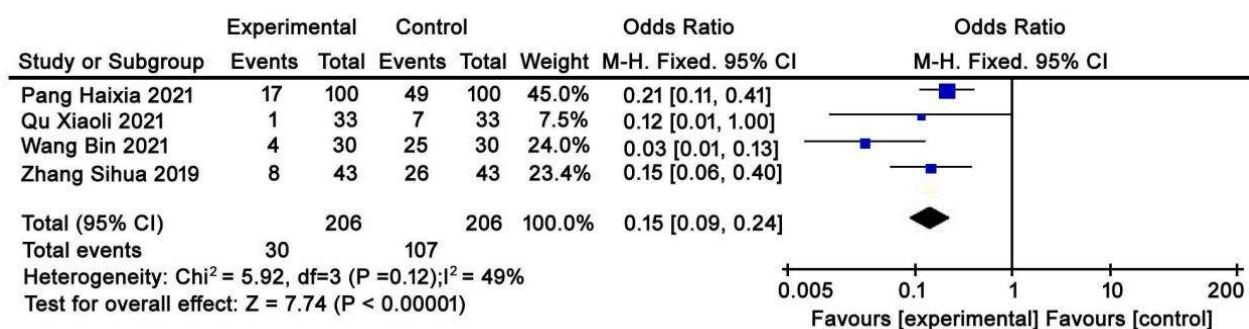 Experimental Control Odds Ratio Odds Ratio
Study or Subgroup Events Total Events Total Weight M-H. Fixed. 95% CI M-H. Fixed. 95% CI
Pang Haixia 2021 17 100 49 100 45.0% 0.21 [0.11, 0.41]
Qu Xiaoli 2021 1 33 7 33 7.5% 0.12 [0.01, 1.00]
Wang Bin 2021 4 30 25 30 24.0% 0.03 [0.01, 0.13]
Zhang Sihua 2019 8 43 26 43 23.4% 0.15 [0.06, 0.40]
Total (95% CI) 206 206 100.0% 0.15 [0.09, 0.24]
Total events 30 107
Heterogeneity: Chi² = 5.92, df=3 (P =0.12);I² = 49%
Test for overall effect: Z = 7.74 (P < 0.00001)
0.005 0.1 1 10 200
Favours [experimental] Favours [control]